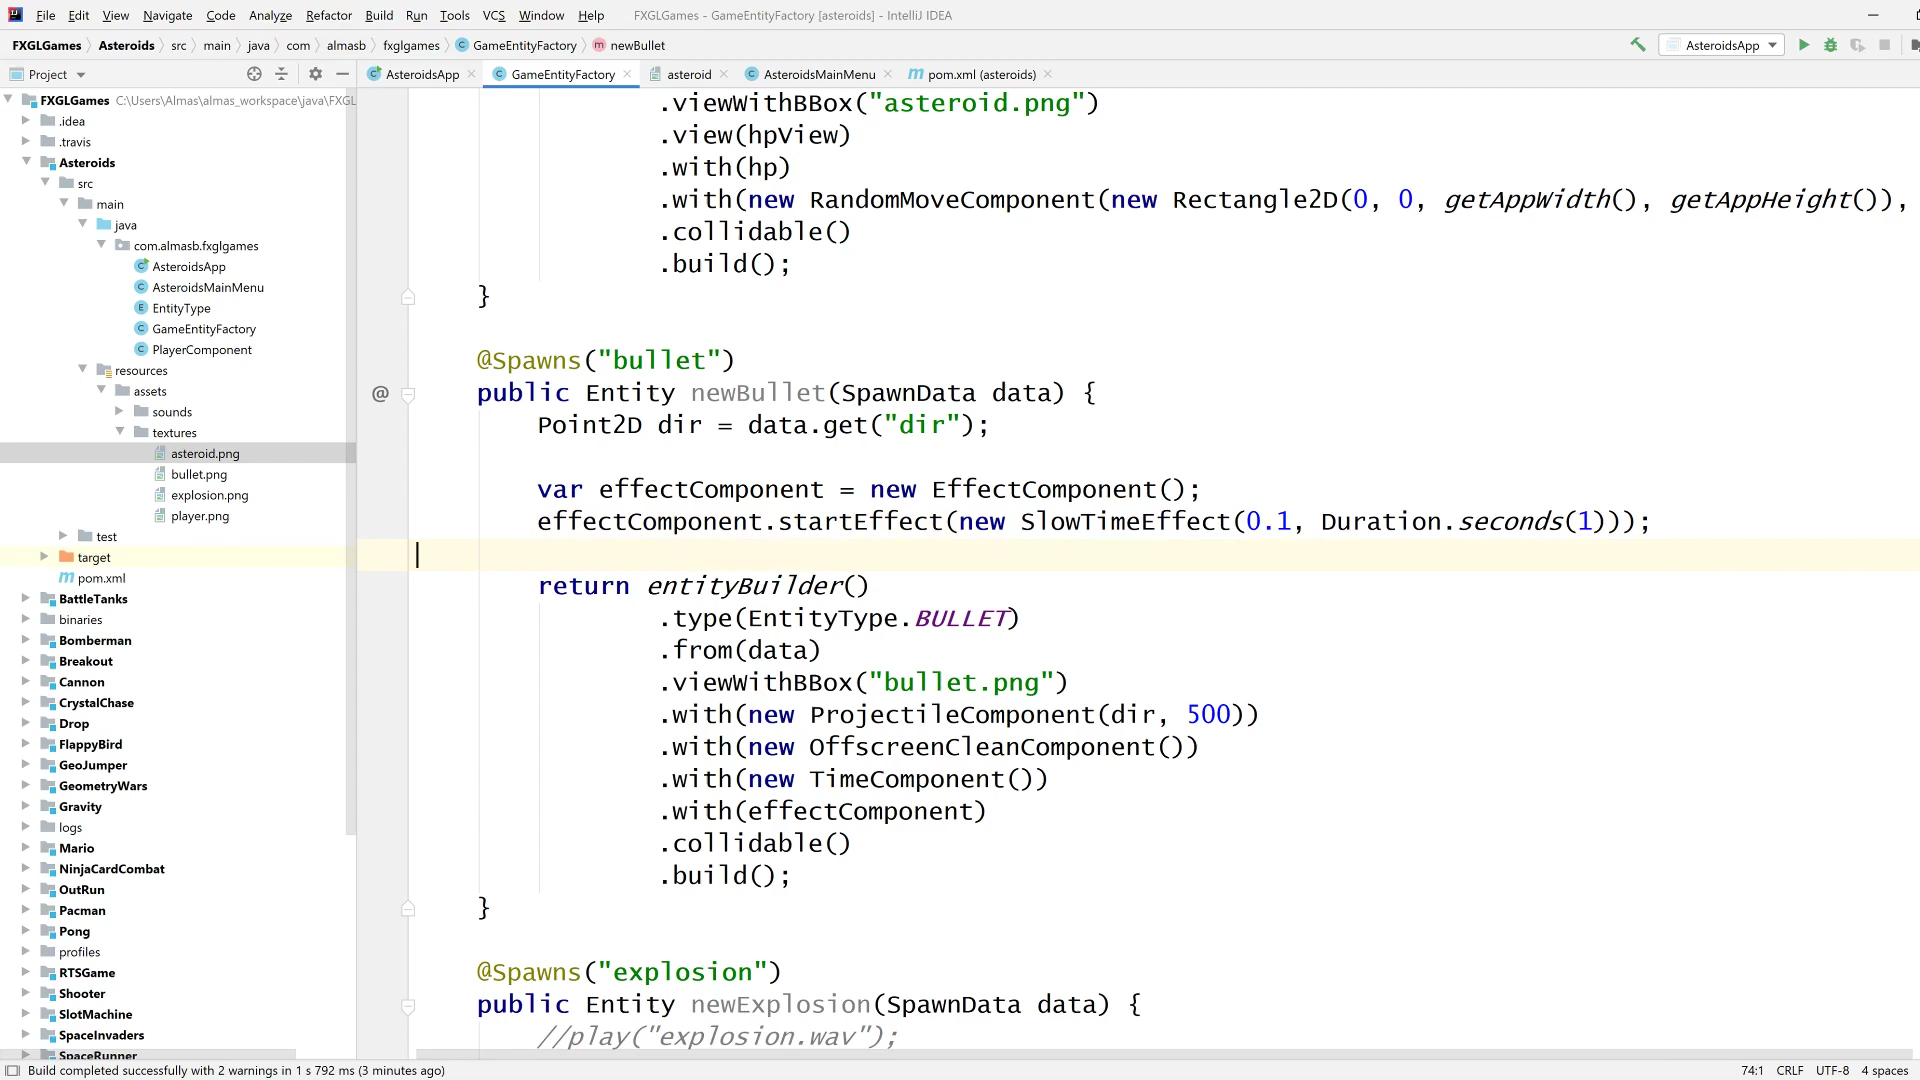 File Edit View Navigate Code Analyze Refactor Build Run Tools VCS Window Help FXGLGames - GameEntityFactory [asteroids] - IntelliJ IDEA
FXGLGames Asteroids src main java com almasb fxglgames GameEntityFactory newBullet AsteroidsApp
Project AsteroidsApp GameEntityFactory asteroid AsteroidsMainMenu pom.xml (asteroids)
FXGLGames C:\Users\Almas\almas_workspace\java\FXGL
.idea
.travis
Asteroids
src
main
java
com.almasb.fxglgames
AsteroidsApp
AsteroidsMainMenu
EntityType
GameEntityFactory
PlayerComponent
resources
assets
sounds
textures
asteroid.png
bullet.png
explosion.png
player.png
test
target
pom.xml
BattleTanks
binaries
Bomberman
Breakout
Cannon
CrystalChase
Drop
FlappyBird
GeoJumper
GeometryWars
Gravity
logs
Mario
NinjaCardCombat
OutRun
Pacman
Pong
profiles
RTSGame
Shooter
SlotMachine
SpaceInvaders
SpaceRunner
.viewWithBBox("asteroid.png")
.view(hpView)
.with(hp)
.with(new RandomMoveComponent(new Rectangle2D(0, 0, getAppWidth(), getAppHeight()),
.collidable()
.build();
}
@Spawns("bullet")
@ public Entity newBullet(SpawnData data) {
Point2D dir = data.get("dir");
var effectComponent = new EffectComponent();
effectComponent.startEffect(new SlowTimeEffect(0.1, Duration.seconds(1)));
return entityBuilder()
.type(EntityType.BULLET)
.from(data)
.viewWithBBox("bullet.png")
.with(new ProjectileComponent(dir, 500))
.with(new OffscreenCleanComponent())
.with(new TimeComponent())
.with(effectComponent)
.collidable()
.build();
}
@Spawns("explosion")
public Entity newExplosion(SpawnData data) {
//play("explosion.wav");
Build completed successfully with 2 warnings in 1 s 792 ms (3 minutes ago) 74:1 CRLF UTF-8 4 spaces